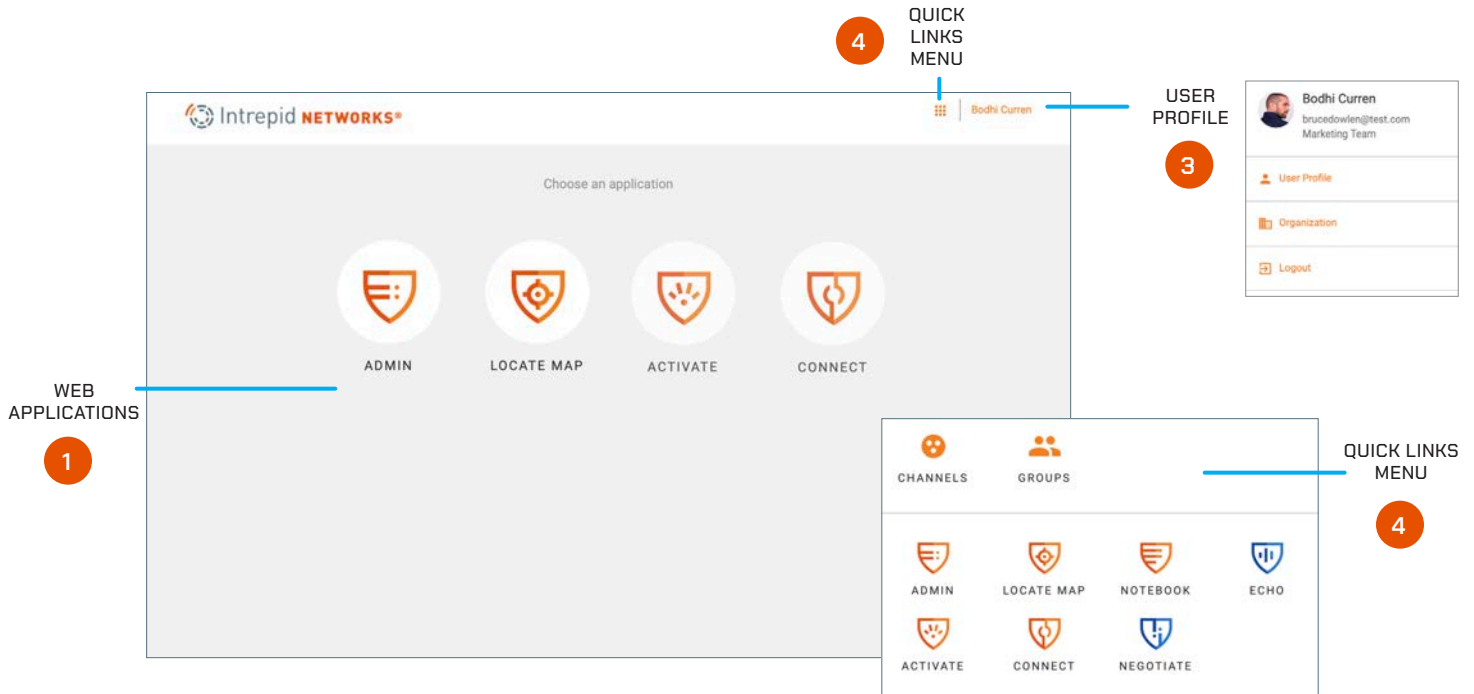 4
QUICK
LINKS
MENU
Intrepid NETWORKS®
Bodhi Curren
USER
PROFILE
3
Bodhi Curren
brucedowlen@test.com
Marketing Team
User Profile
Organization
Logout
Choose an application
ADMIN
LOCATE MAP
ACTIVATE
CONNECT
WEB
APPLICATIONS
1
CHANNELS
GROUPS
QUICK LINKS
MENU
4
ADMIN
LOCATE MAP
NOTEBOOK
ECHO
ACTIVATE
CONNECT
NEGOTIATE